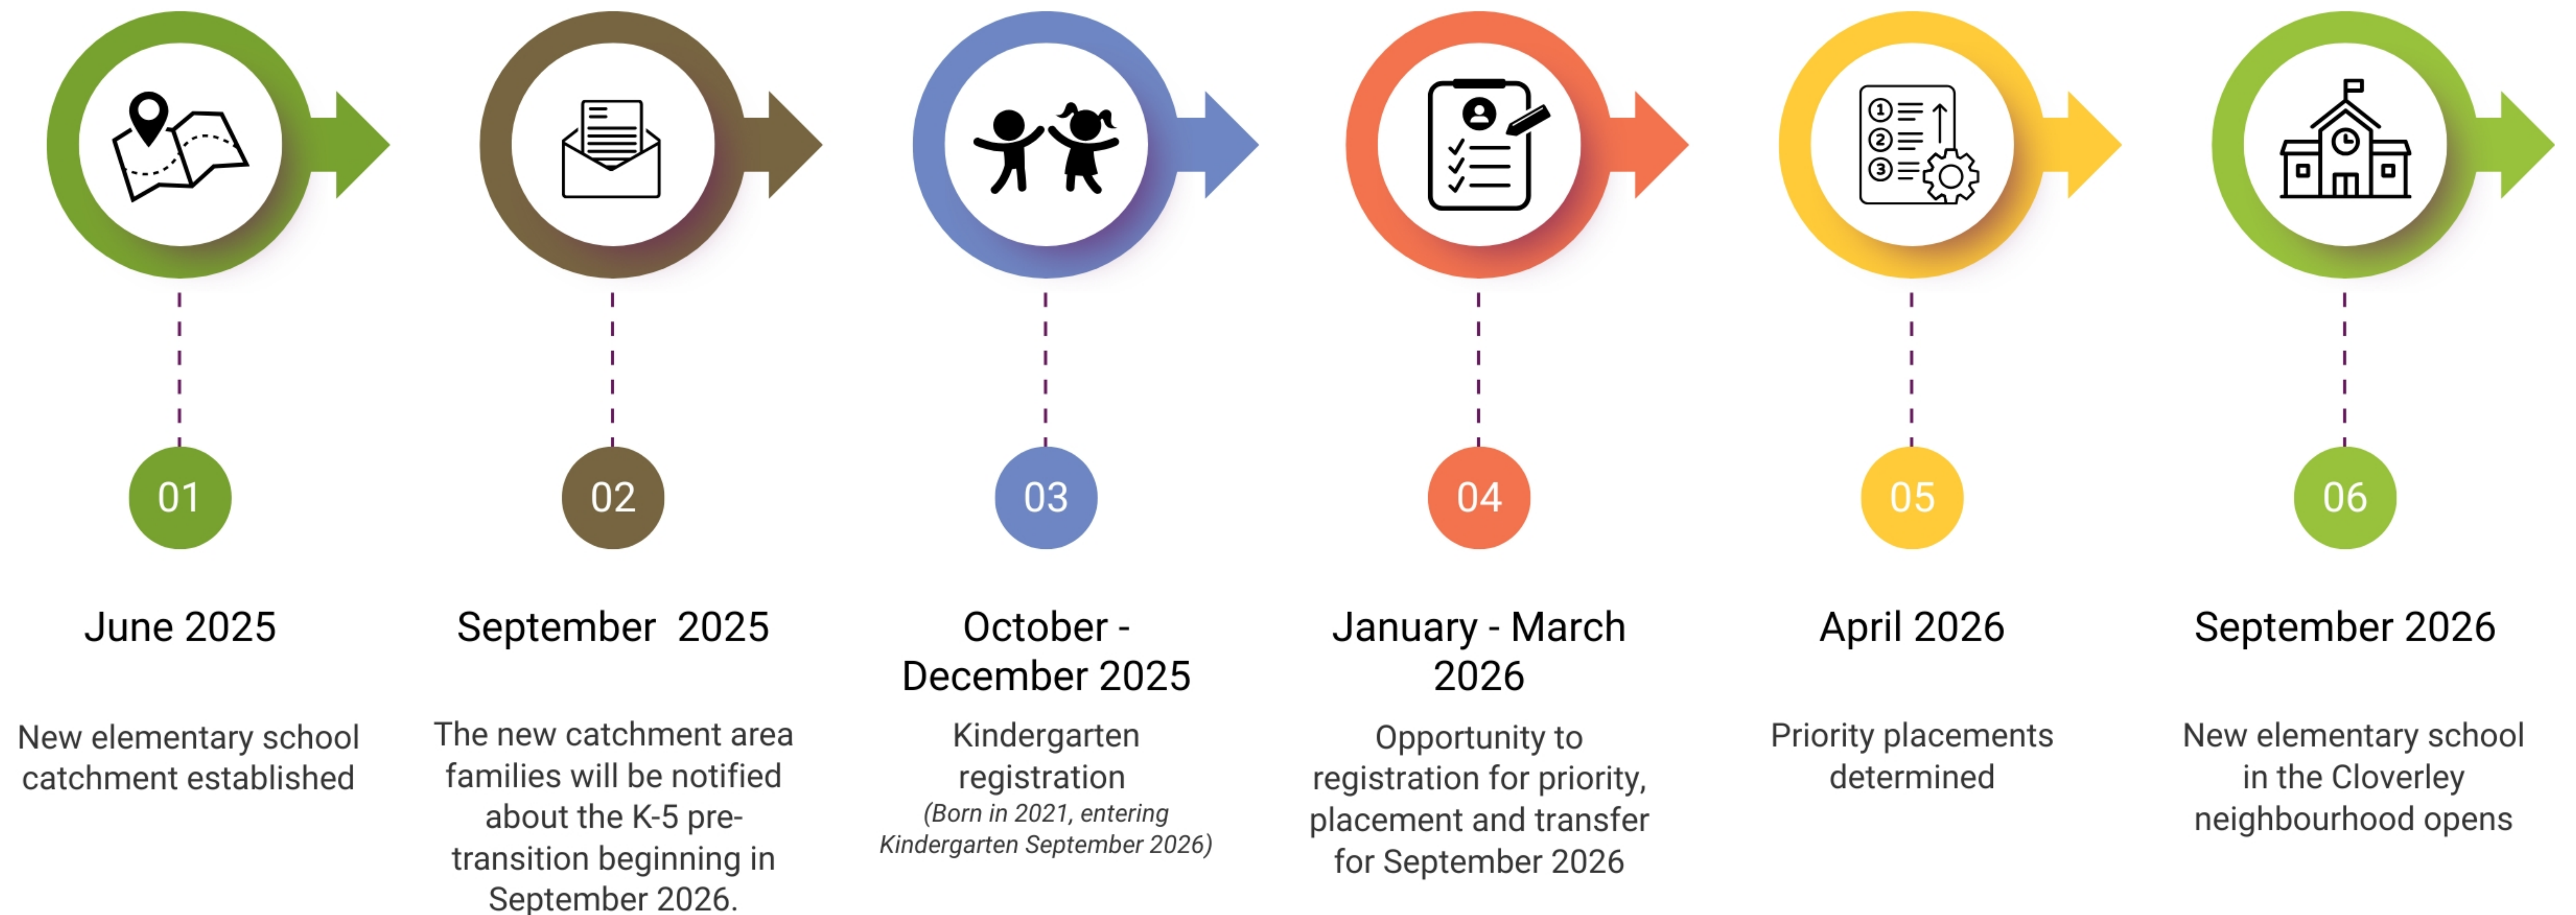 1
2
3
01
02
03
04
05
06
June 2025
New elementary school
catchment established
September  2025
The new catchment area
families will be notified
about the K-5 pre-
transition beginning in
September 2026.
October -
December 2025
Kindergarten
registration
(Born in 2021, entering
Kindergarten September 2026)
January - March
2026
Opportunity to
registration for priority,
placement and transfer
for September 2026
April 2026
Priority placements
determined
September 2026
New elementary school
in the Cloverley
neighbourhood opens